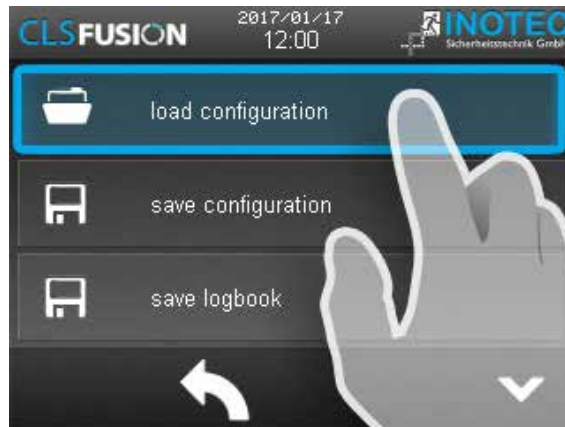 CLSFUSION
2017/01/17
12:00
INOTEC
Sicherheitstechnik GmbH
load configuration
save configuration
save logbook